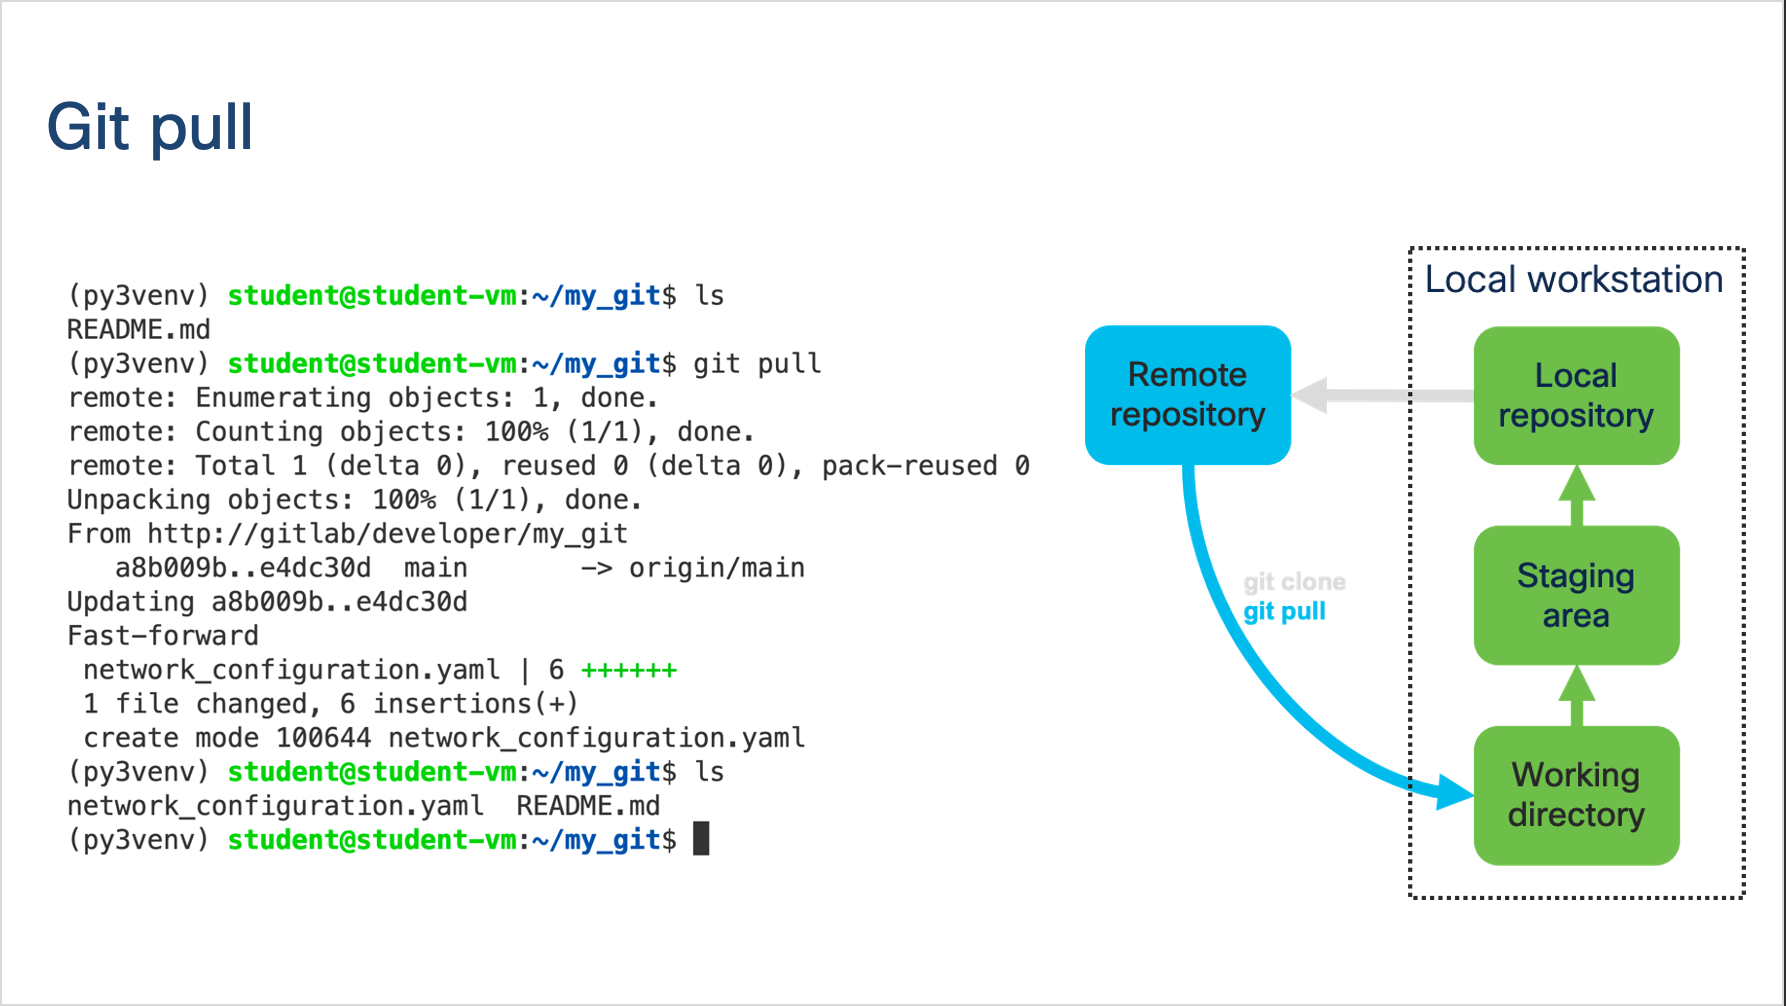 Git pull
(py3venv) student@student-vm:~/my_git$ ls
README.md
(py3venv) student@student-vm:~/my_git$ git pull
remote: Enumerating objects: 1, done.
remote: Counting objects: 100% (1/1), done.
remote: Total 1 (delta 0), reused 0 (delta 0), pack-reused 0
Unpacking objects: 100% (1/1), done.
From http://gitlab/developer/my_git
   a8b009b..e4dc30d  main       -> origin/main
Updating a8b009b..e4dc30d
Fast-forward
 network_configuration.yaml | 6 ++++++
 1 file changed, 6 insertions(+)
 create mode 100644 network_configuration.yaml
(py3venv) student@student-vm:~/my_git$ ls
network_configuration.yaml  README.md
(py3venv) student@student-vm:~/my_git$
Local workstation
Remote
repository
Local
repository
git clone
git pull
Staging
area
Working
directory